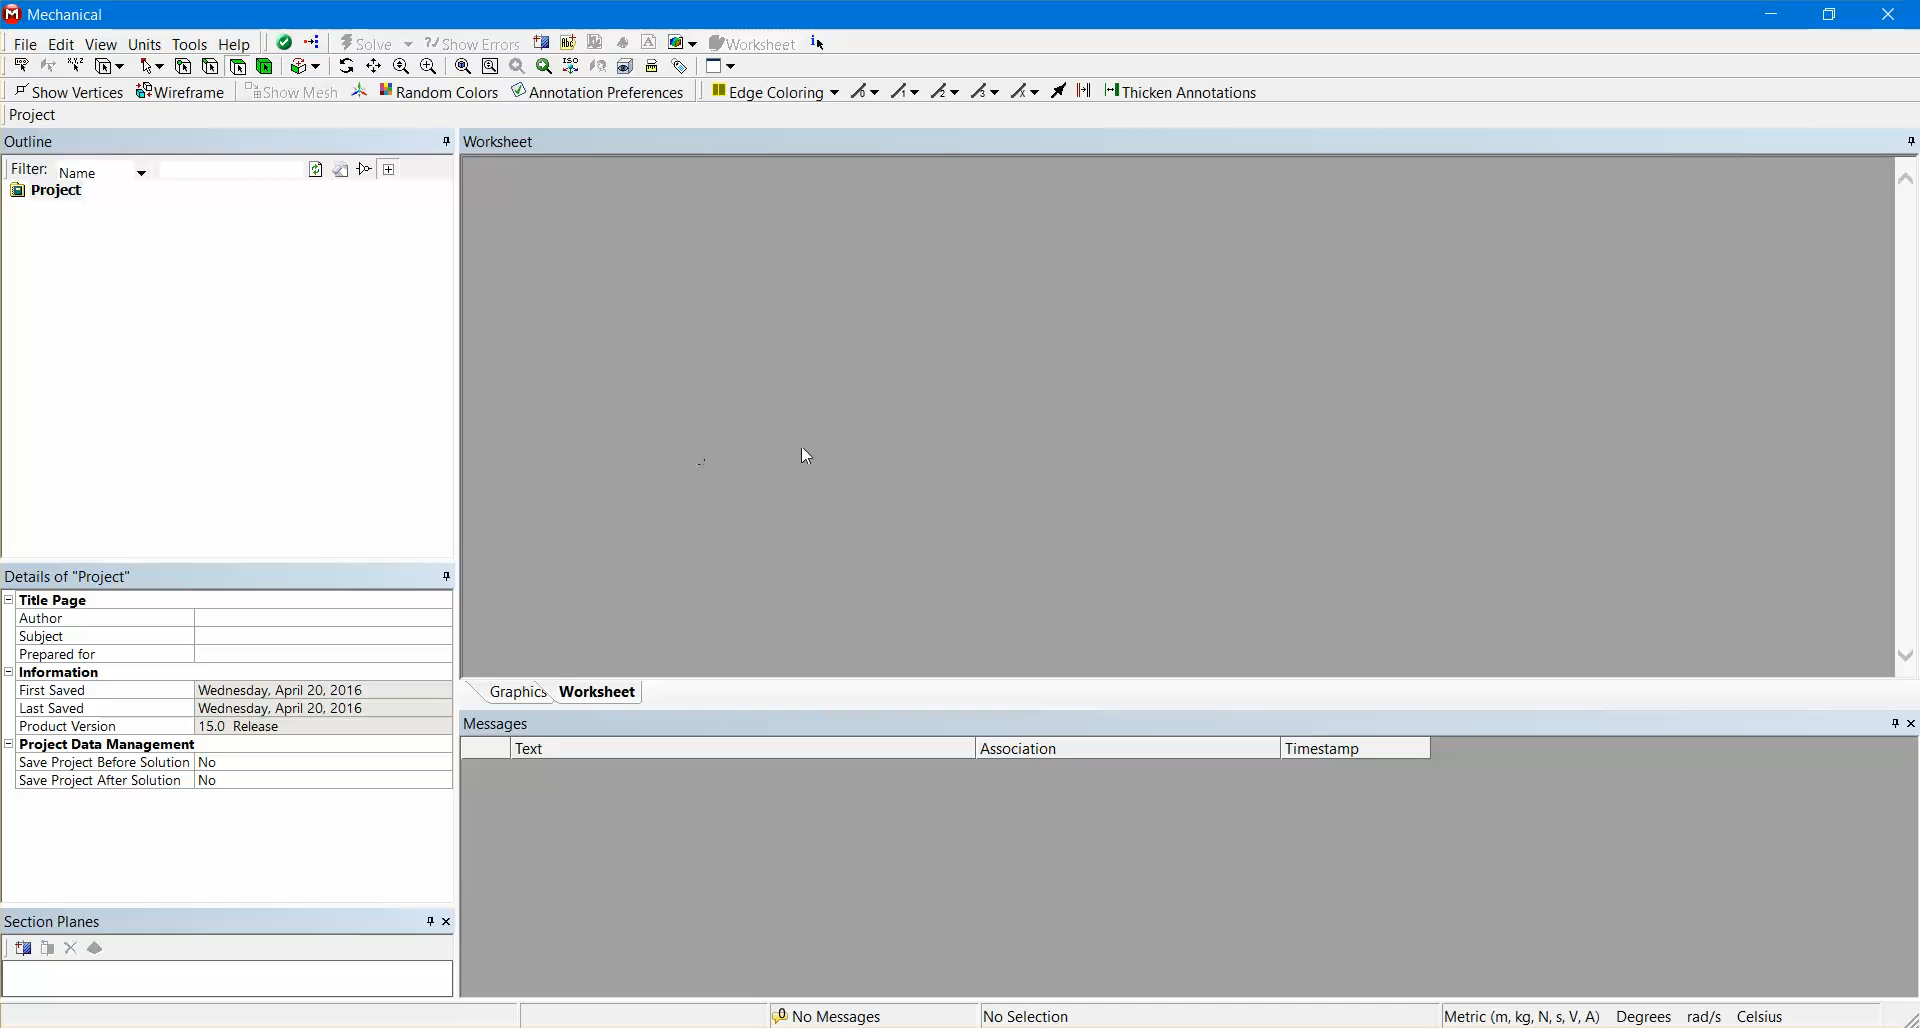 Mechanical
File Edit View Units Tools Help Solve Show Errors Worksheet
Show Vertices Wireframe Show Mesh Random Colors Annotation Preferences Edge Coloring Thicken Annotations
Project
Outline
Filter: Name
Project
Worksheet
Graphics Worksheet
Details of "Project"
Title Page
Author
Subject
Prepared for
Information
First Saved Wednesday, April 20, 2016
Last Saved Wednesday, April 20, 2016
Product Version 15.0 Release
Project Data Management
Save Project Before Solution No
Save Project After Solution No
Section Planes
Messages
Text Association Timestamp
0 No Messages No Selection Metric (m, kg, N, s, V, A) Degrees rad/s Celsius